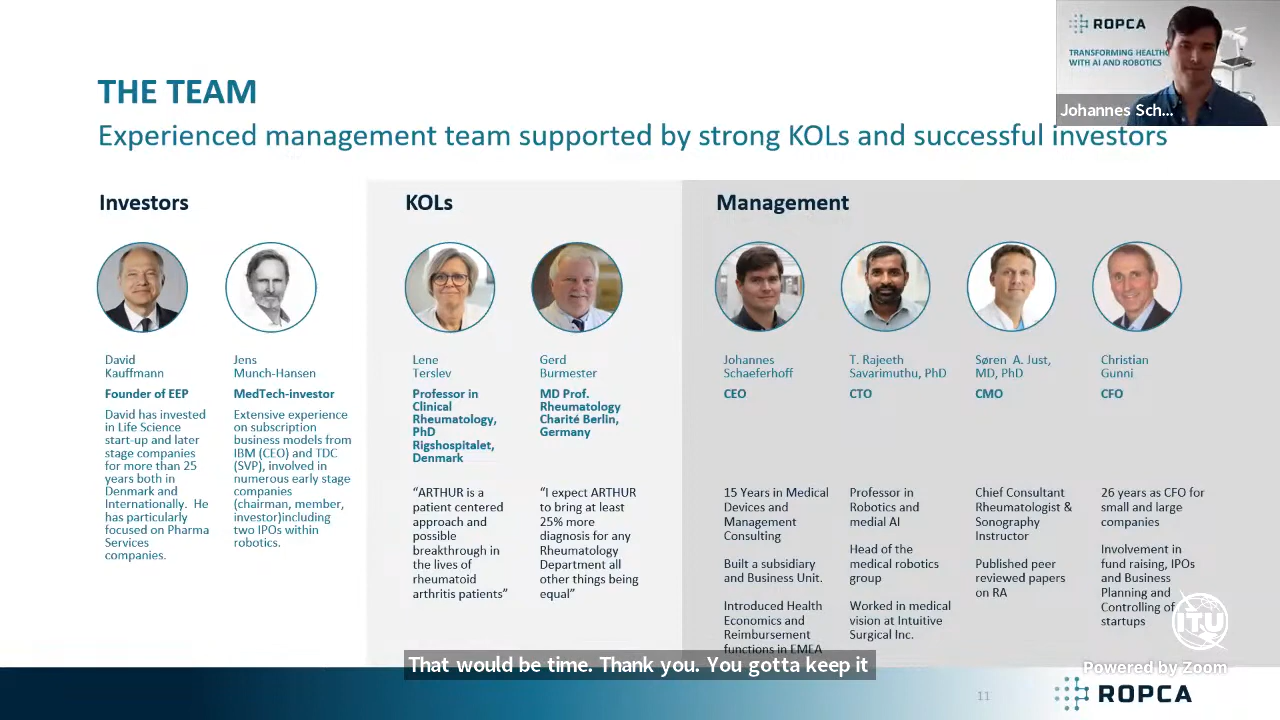 ROPCA
TRANSFORMING HEALTHC
WITH AI AND ROBOTICS
Johannes Sch...
THE TEAM
Experienced management team supported by strong KOLs and successful investors
Investors
David
Kauffmann
Founder of EEP
David has invested
in Life Science
start-up and later
stage companies
for more than 25
years both in
Denmark and
Internationally. He
has particularly
focused on Pharma
Services
companies.
Jens
Munch-Hansen
MedTech-investor
Extensive experience
on subscription
business models from
IBM (CEO) and TDC
(SVP), involved in
numerous early stage
companies
(chairman, member,
investor)including
two IPOs within
robotics.
KOLs
Lene
Terslev
Professor in
Clinical
Rheumatology,
PhD
Rigshospitalet,
Denmark
“ARTHUR is a
patient centered
approach and
possible
breakthrough in
the lives of
rheumatoid
arthritis patients”
Gerd
Burmester
MD Prof.
Rheumatology
Charité Berlin,
Germany
“I expect ARTHUR
to bring at least
25% more
diagnosis for any
Rheumatology
Department all
other things being
equal”
Management
Johannes
Schaeferhoff
CEO
15 Years in Medical
Devices and
Management
Consulting
Built a subsidiary
and Business Unit.
Introduced Health
Economics and
Reimbursement
functions in EMEA
T. Rajeeth
Savarimuthu, PhD
CTO
Professor in
Robotics and
medial AI
Head of the
medical robotics
group
Worked in medical
vision at Intuitive
Surgical Inc.
Søren A. Just,
MD, PhD
CMO
Chief Consultant
Rheumatologist &
Sonography
Instructor
Published peer
reviewed papers
on RA
Christian
Gunni
CFO
26 years as CFO for
small and large
companies
Involvement in
fund raising, IPOs
and Business
Planning and
Controlling of
startups
ITU
Powered by Zoom
That would be time. Thank you. You gotta keep it
11
ROPCA